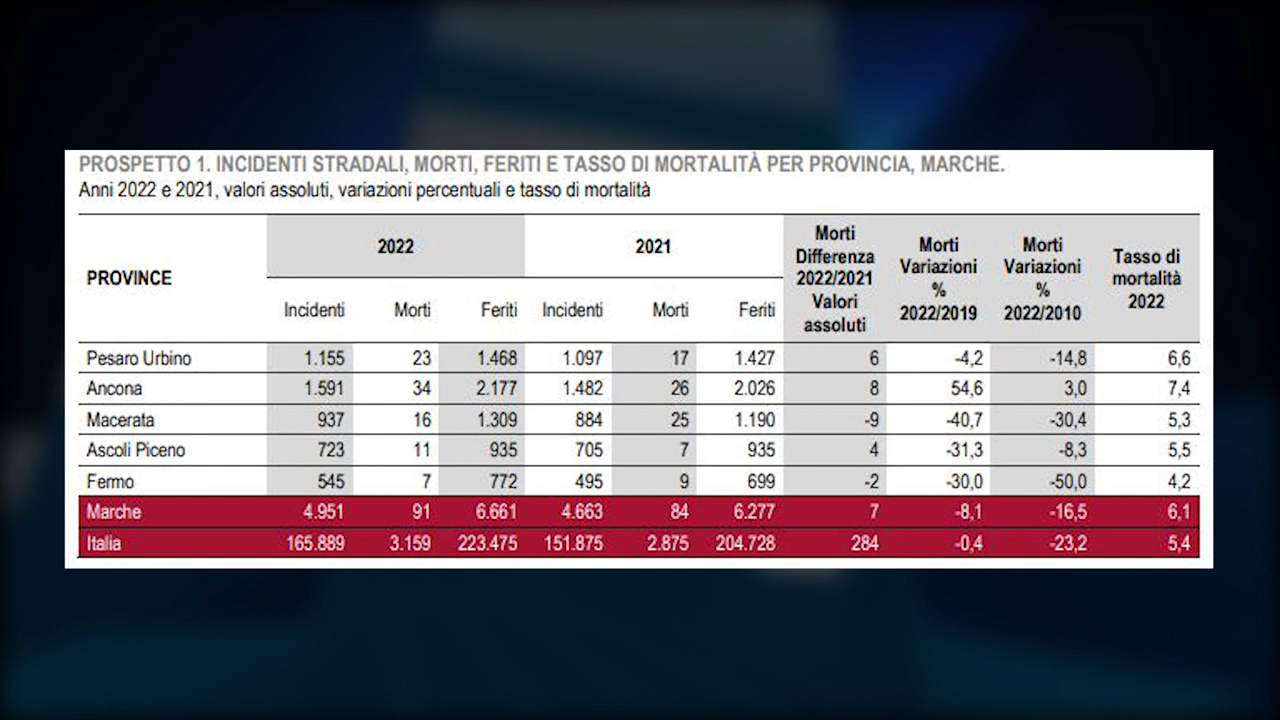 PROSPETTO 1. INCIDENTI STRADALI, MORTI, FERITI E TASSO DI MORTALITÀ PER PROVINCIA, MARCHE.
Anni 2022 e 2021, valori assoluti, variazioni percentuali e tasso di mortalità
PROVINCE 2022 2021 Morti Differenza 2022/2021 Valori assoluti Morti Variazioni % 2022/2019 Morti Variazioni % 2022/2010 Tasso di mortalità 2022
Incidenti Morti Feriti Incidenti Morti Feriti
Pesaro Urbino 1.155 23 1.468 1.097 17 1.427 6 -4,2 -14,8 6,6
Ancona 1.591 34 2.177 1.482 26 2.026 8 54,6 3,0 7,4
Macerata 937 16 1.309 884 25 1.190 -9 -40,7 -30,4 5,3
Ascoli Piceno 723 11 935 705 7 935 4 -31,3 -8,3 5,5
Fermo 545 7 772 495 9 699 -2 -30,0 -50,0 4,2
Marche 4.951 91 6.661 4.663 84 6.277 7 -8,1 -16,5 6,1
Italia 165.889 3.159 223.475 151.875 2.875 204.728 284 -0,4 -23,2 5,4